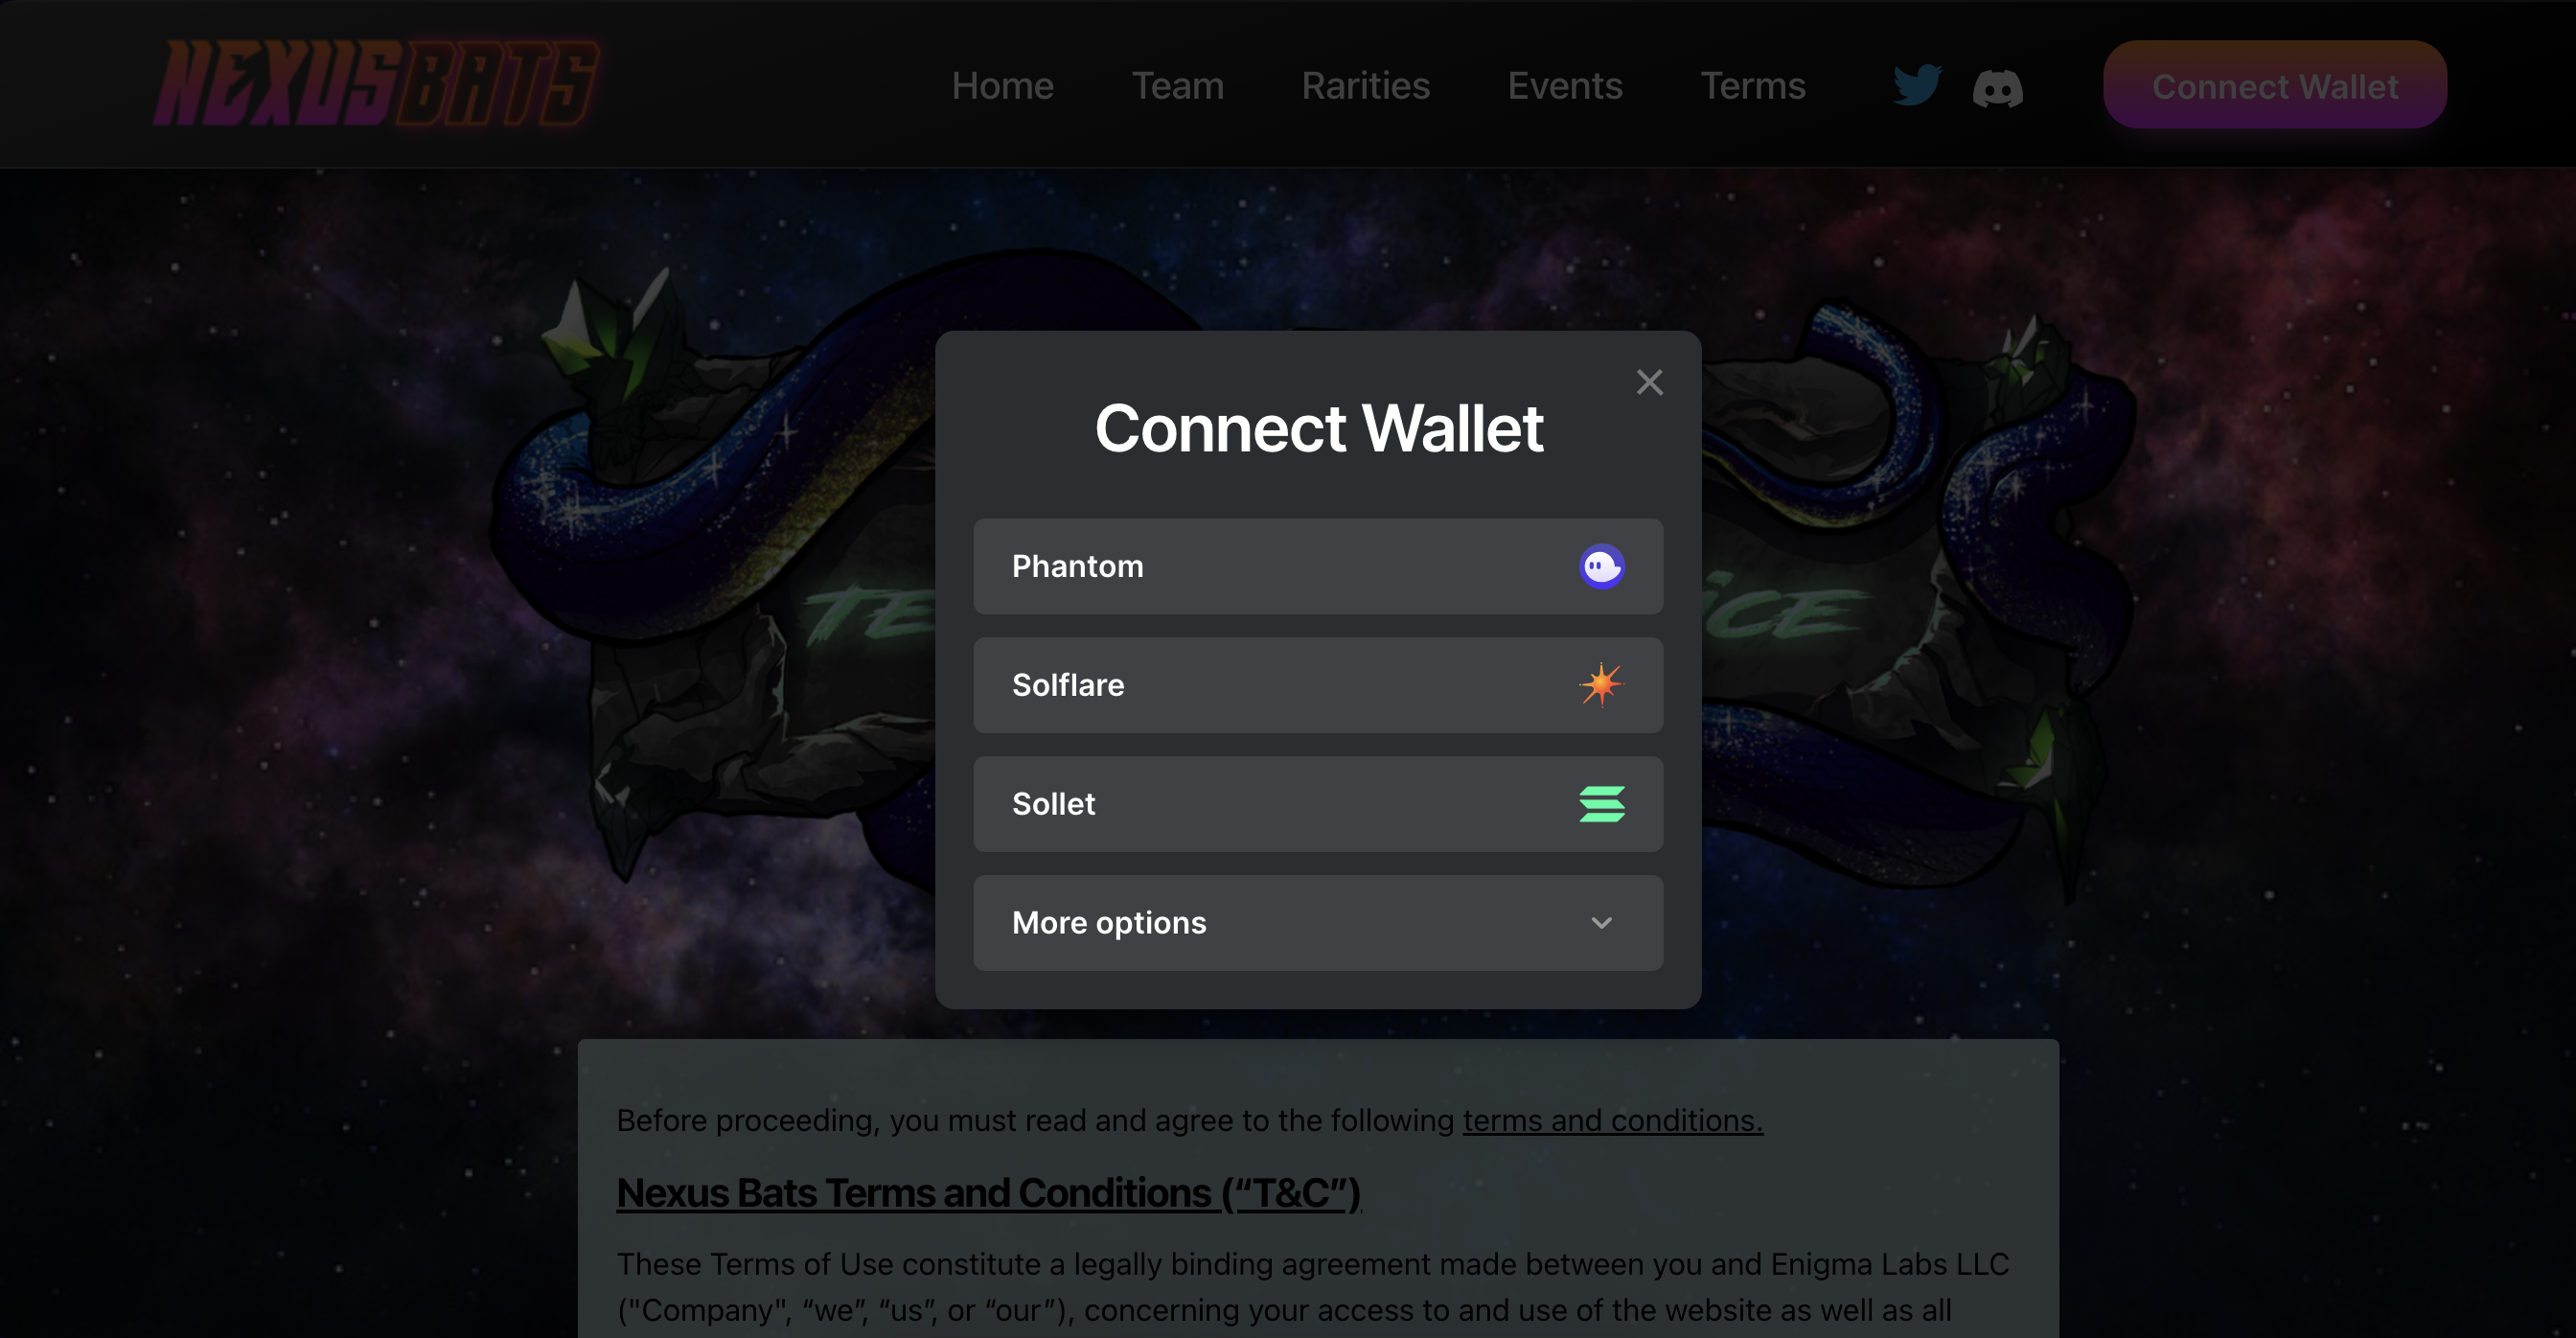 NEXUSBATS
Home
Team
Rarities
Events
Terms
Connect Wallet
Connect Wallet
Phantom
Solflare
Sollet
More options
Before proceeding, you must read and agree to the following terms and conditions.
Nexus Bats Terms and Conditions (“T&C”)
These Terms of Use constitute a legally binding agreement made between you and Enigma Labs LLC
("Company", “we”, “us”, or “our”), concerning your access to and use of the website as well as all